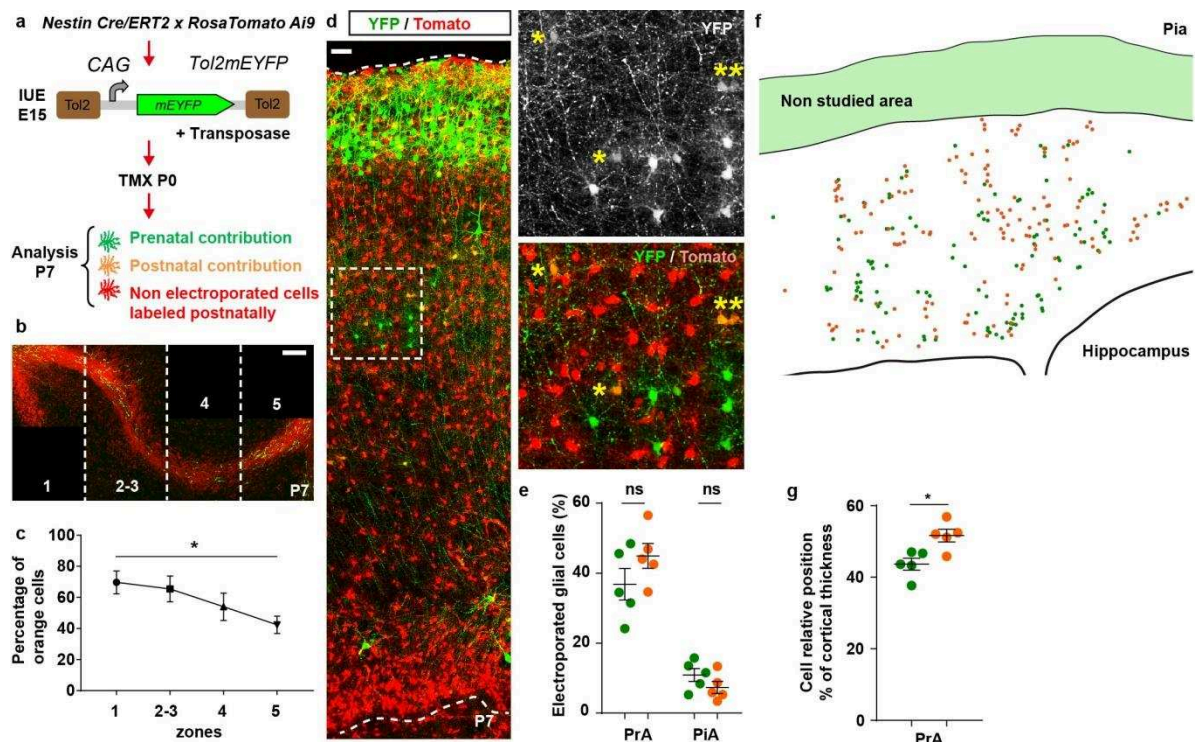 a
Nestin Cre/ERT2 x RosaTomato Ai9
CAG
Tol2mEYFP
IUE
E15
Tol2
mEYFP
Tol2
+ Transposase
TMX P0
Analysis
P7
Prenatal contribution
Postnatal contribution
Non electroporated cells
labeled postnatally
b
1
2-3
4
5
P7
c
*
Percentage of
orange cells
100
80
60
40
20
0
1
2-3
4
5
zones
d
YFP / Tomato
P7
YFP
*
**
*
YFP / Tomato
*
**
*
e
ns
ns
Electroporated glial cells (%)
60
40
20
0
PrA
PiA
f
Pia
Non studied area
Hippocampus
g
*
Cell relative position
% of cortical thickness
60
40
20
0
PrA